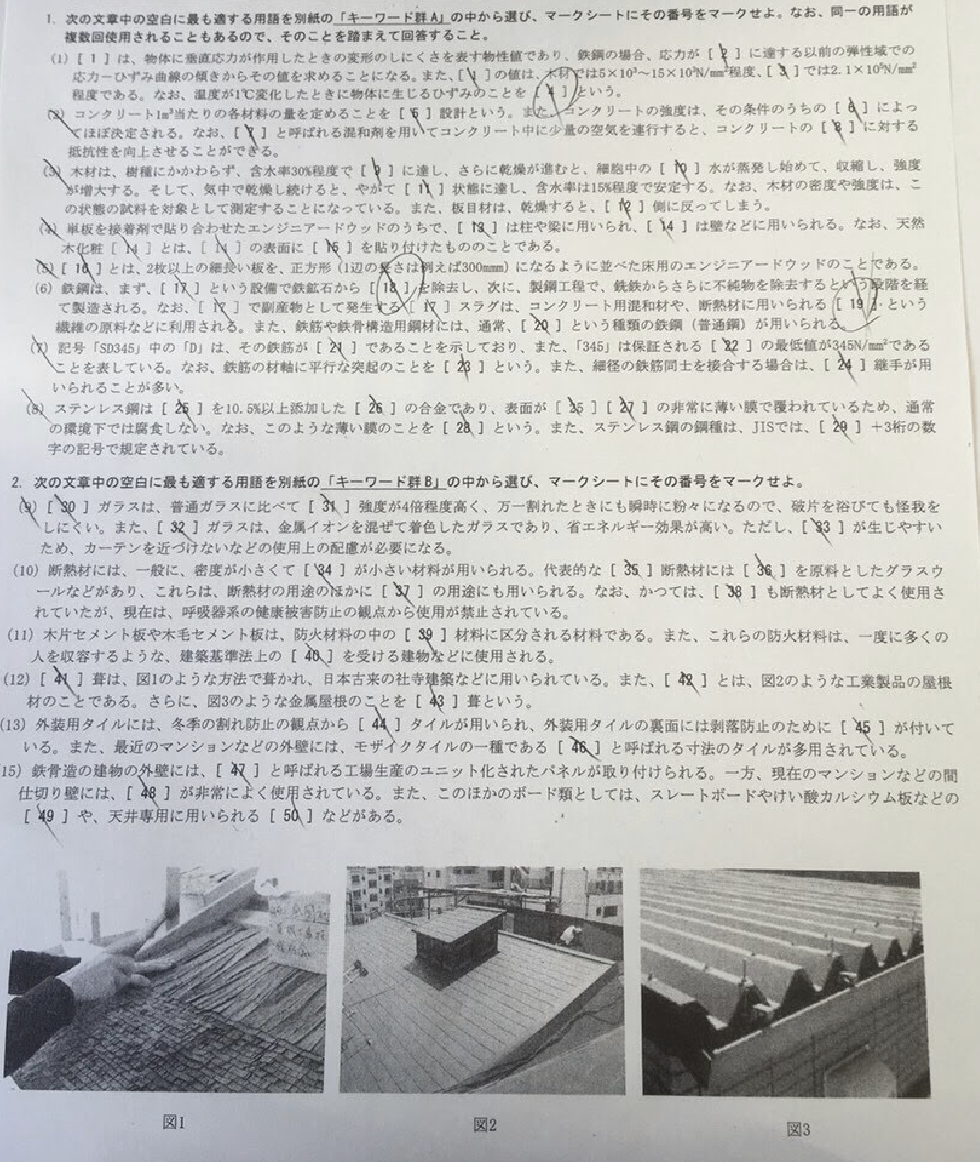 1. 次の文章中の空白に最も適する用語を別紙の「キーワード群A」の中から選び、マークシートにその番号をマークせよ。なお、同一の用語が
複数回使用されることもあるので、そのことを踏まえて回答すること。
(1) [ 1 ] は、物体に垂直応力が作用したときの変形のしにくさを表す物性値であり、鉄鋼の場合、応力が [ 2 ] に達する以前の弾性域での
応力－ひずみ曲線の傾きからその値を求めることになる。また、[ 1 ] の値は、木材では5×10³～15×10³N/mm²程度、[ 3 ] では2.1×10⁵N/mm²
程度である。なお、温度が1℃変化したときに物体に生じるひずみのことを [ 4 ] という。
(2) コンクリート1m³当たりの各材料の量を定めることを [ 5 ] 設計という。また、コンクリートの強度は、その条件のうちの [ 6 ] によっ
てほぼ決定される。なお、[ 7 ] と呼ばれる混和剤を用いてコンクリート中に少量の空気を連行すると、コンクリートの [ 8 ] に対する
抵抗性を向上させることができる。
(3) 木材は、樹種にかかわらず、含水率30%程度で [ 9 ] に達し、さらに乾燥が進むと、細胞中の [ 10 ] 水が蒸発し始めて、収縮し、強度
が増大する。そして、気中で乾燥し続けると、やがて [ 11 ] 状態に達し、含水率は15%程度で安定する。なお、木材の密度や強度は、こ
の状態の試料を対象として測定することになっている。また、板目材は、乾燥すると、[ 12 ] 側に反ってしまう。
(4) 単板を接着剤で貼り合わせたエンジニアードウッドのうちで、[ 13 ] は柱や梁に用いられ、[ 14 ] は壁などに用いられる。なお、天然
木化粧 [ 14 ] とは、[ 14 ] の表面に [ 15 ] を貼り付けたもののことである。
(5) [ 16 ] とは、2枚以上の細長い板を、正方形（1辺の長さは例えば300mm）になるように並べた床用のエンジニアードウッドのことである。
(6) 鉄鋼は、まず、[ 17 ] という設備で鉄鉱石から [ 18 ] を除去し、次に、製鋼工程で、銑鉄からさらに不純物を除去するという段階を経
て製造される。なお、[ 17 ] で副産物として発生する [ 17 ] スラグは、コンクリート用混和材や、断熱材に用いられる [ 19 ] という
繊維の原料などに利用される。また、鉄筋や鉄骨構造用鋼材には、通常、[ 20 ] という種類の鉄鋼（普通鋼）が用いられる。
(7) 記号「SD345」中の「D」は、その鉄筋が [ 21 ] であることを示しており、また、「345」は保証される [ 22 ] の最低値が345N/mm²である
ことを表している。なお、鉄筋の材軸に平行な突起のことを [ 23 ] という。また、細径の鉄筋同士を接合する場合は、[ 24 ] 継手が用
いられることが多い。
(8) ステンレス鋼は [ 25 ] を10.5%以上添加した [ 26 ] の合金であり、表面が [ 25 ] [ 27 ] の非常に薄い膜で覆われているため、通常
の環境下では腐食しない。なお、このような薄い膜のことを [ 28 ] という。また、ステンレス鋼の鋼種は、JISでは、[ 29 ] ＋3桁の数
字の記号で規定されている。
2. 次の文章中の空白に最も適する用語を別紙の「キーワード群B」の中から選び、マークシートにその番号をマークせよ。
(9) [ 30 ] ガラスは、普通ガラスに比べて [ 31 ] 強度が4倍程度高く、万一割れたときにも瞬時に粉々になるので、破片を浴びても怪我を
しにくい。また、[ 32 ] ガラスは、金属イオンを混ぜて着色したガラスであり、省エネルギー効果が高い。ただし、[ 33 ] が生じやすい
ため、カーテンを近づけないなどの使用上の配慮が必要になる。
(10) 断熱材には、一般に、密度が小さくて [ 34 ] が小さい材料が用いられる。代表的な [ 35 ] 断熱材には [ 36 ] を原料としたグラスウ
ールなどがあり、これらは、断熱材の用途のほかに [ 37 ] の用途にも用いられる。なお、かつては、[ 38 ] も断熱材としてよく使用さ
れていたが、現在は、呼吸器系の健康被害防止の観点から使用が禁止されている。
(11) 木片セメント板や木毛セメント板は、防火材料の中の [ 39 ] 材料に区分される材料である。また、これらの防火材料は、一度に多くの
人を収容するような、建築基準法上の [ 40 ] を受ける建物などに使用される。
(12) [ 41 ] 葺は、図1のような方法で葺かれ、日本古来の社寺建築などに用いられている。また、[ 42 ] とは、図2のような工業製品の屋根
材のことである。さらに、図3のような金属屋根のことを [ 43 ] 葺という。
(13) 外装用タイルには、冬季の割れ防止の観点から [ 44 ] タイルが用いられ、外装用タイルの裏面には剥落防止のために [ 45 ] が付いて
いる。また、最近のマンションなどの外壁には、モザイクタイルの一種である [ 46 ] と呼ばれる寸法のタイルが多用されている。
15) 鉄骨造の建物の外壁には、[ 47 ] と呼ばれる工場生産のユニット化されたパネルが取り付けられる。一方、現在のマンションなどの間
仕切り壁には、[ 48 ] が非常によく使用されている。また、このほかのボード類としては、スレートボードやけい酸カルシウム板などの
[ 49 ] や、天井専用に用いられる [ 50 ] などがある。
図1
図2
図3